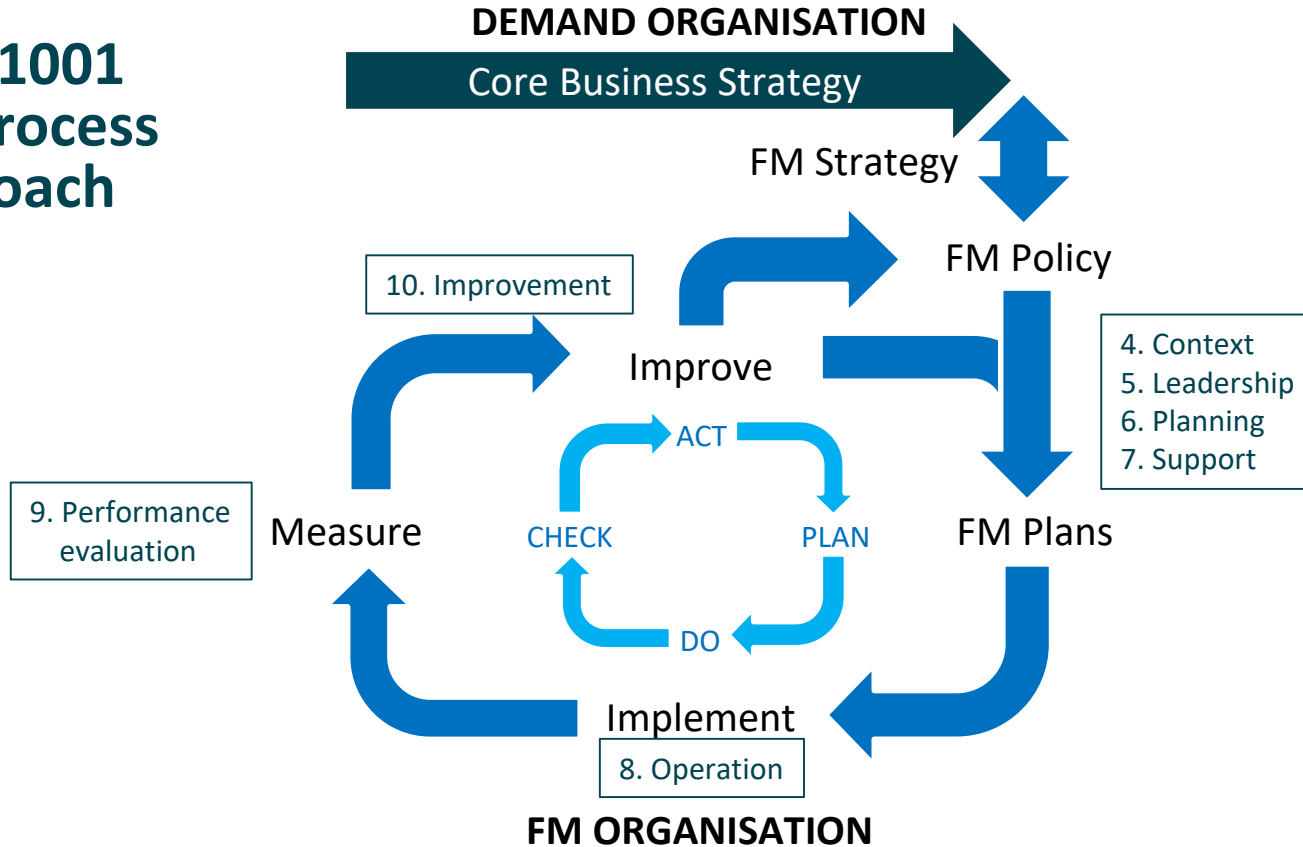 DEMAND ORGANISATION
1001
rocess
oach
Core Business Strategy
FM Strategy
FM Policy
10. Improvement
Improve
4. Context
5. Leadership
6. Planning
7. Support
ACT
9. Performance
evaluation
Measure
CHECK
PLAN
FM Plans
DO
Implement
8. Operation
FM ORGANISATION